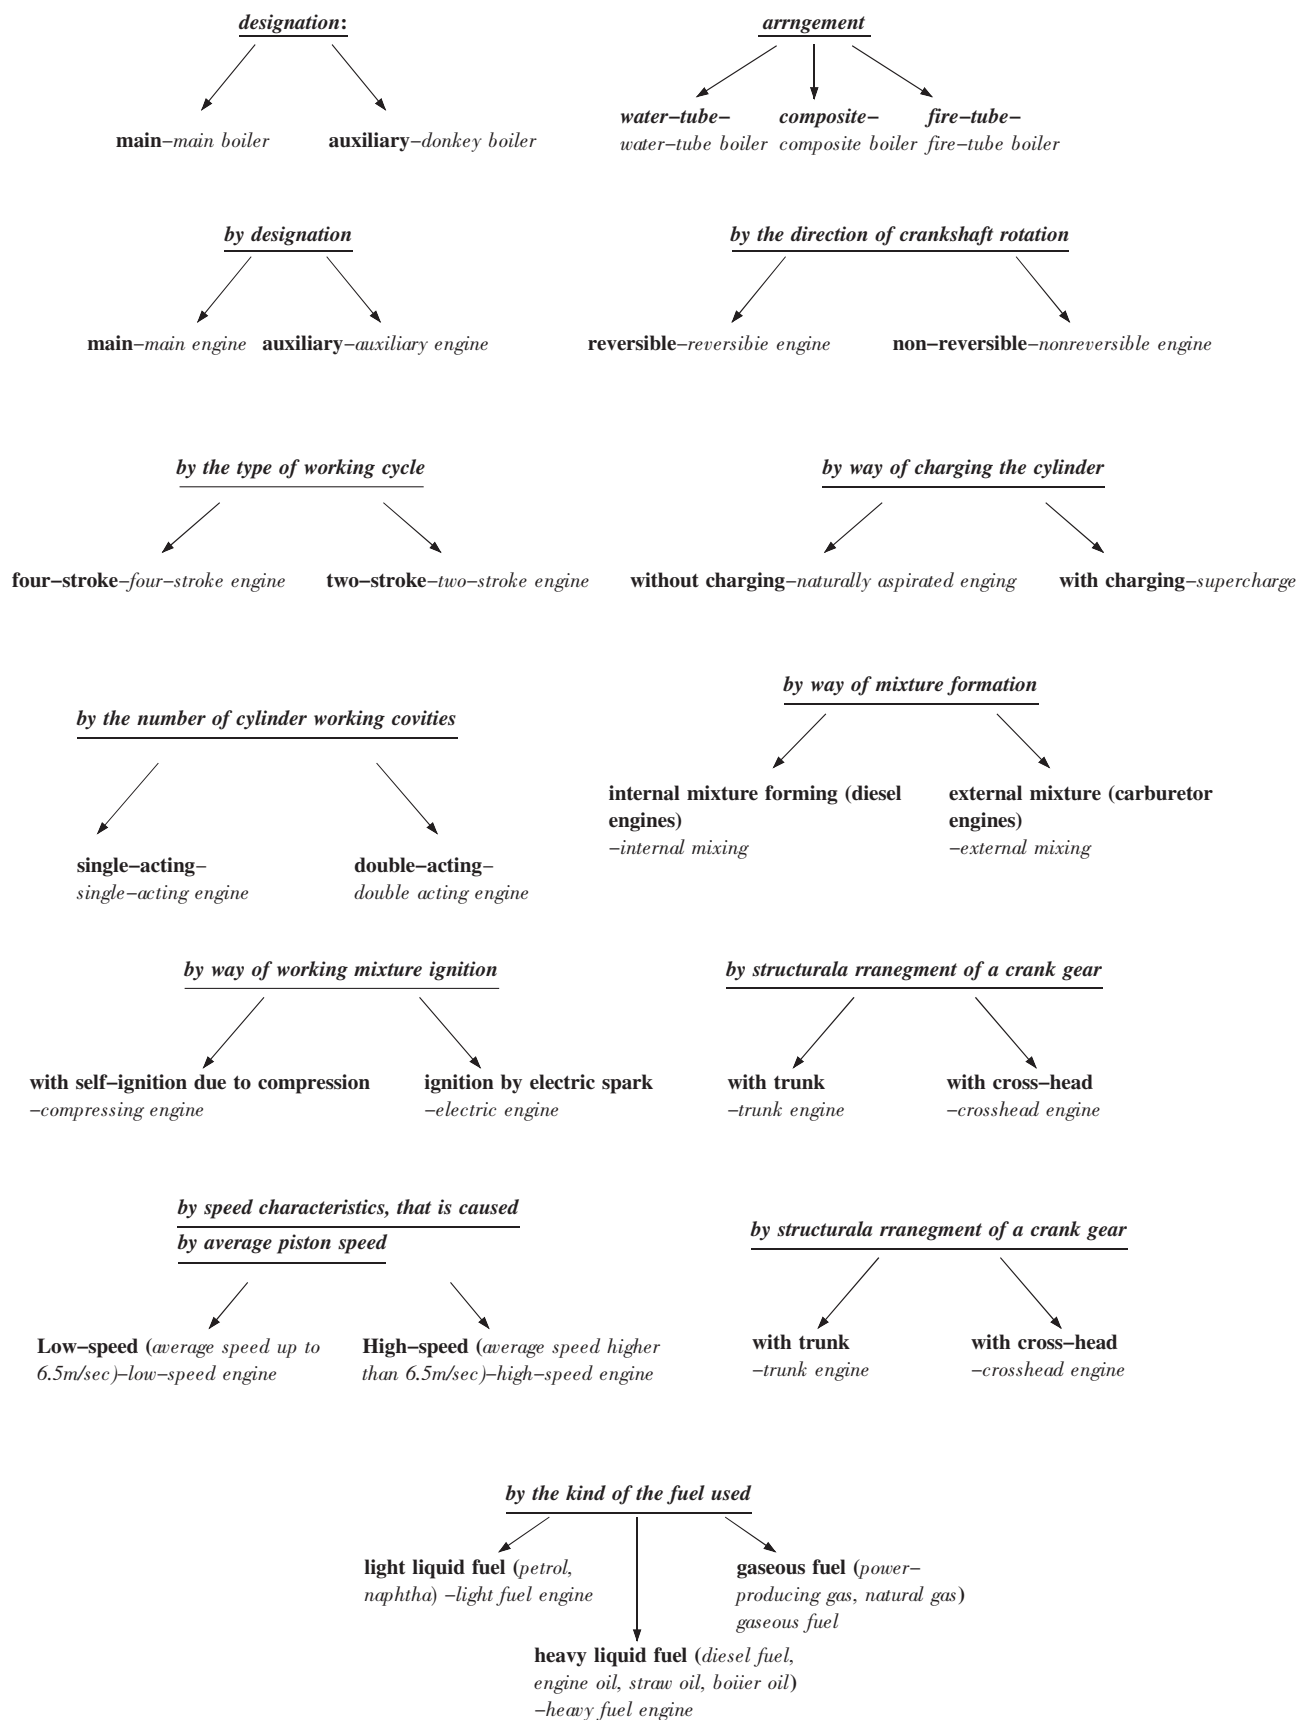 designation:
main–main boiler
auxiliary–donkey boiler
arrngement
water–tube–
water–tube boiler
composite–
composite boiler
fire–tube–
fire–tube boiler
by designation
main–main engine
auxiliary–auxiliary engine
by the direction of crankshaft rotation
reversible–reversibie engine
non–reversible–nonreversible engine
by the type of working cycle
four–stroke–four–stroke engine
two–stroke–two–stroke engine
by way of charging the cylinder
without charging–naturally aspirated enging
with charging–supercharge
by the number of cylinder working covities
single–acting–
single–acting engine
double–acting–
double acting engine
by way of mixture formation
internal mixture forming (diesel
engines)
–internal mixing
external mixture (carburetor
engines)
–external mixing
by way of working mixture ignition
with self–ignition due to compression
–compressing engine
ignition by electric spark
–electric engine
by structurala rranegment of a crank gear
with trunk
–trunk engine
with cross–head
–crosshead engine
by speed characteristics, that is caused
by average piston speed
Low–speed (average speed up to
6.5m/sec)–low–speed engine
High–speed (average speed higher
than 6.5m/sec)–high–speed engine
by structurala rranegment of a crank gear
with trunk
–trunk engine
with cross–head
–crosshead engine
by the kind of the fuel used
light liquid fuel (petrol,
naphtha) –light fuel engine
gaseous fuel (power–
producing gas, natural gas)
gaseous fuel
heavy liquid fuel (diesel fuel,
engine oil, straw oil, boiier oil)
–heavy fuel engine